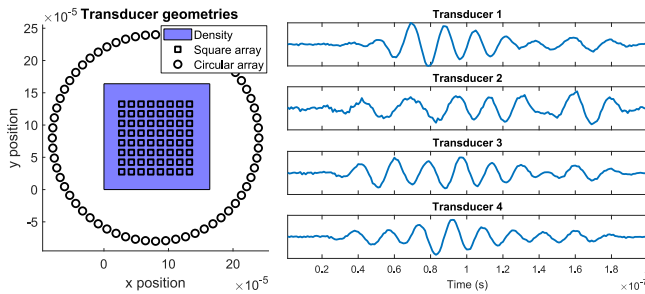 Transducer geometries
×10⁻⁵
25
20
15
10
5
0
-5
y position
Density
Square array
Circular array
0 10 20
x position
×10⁻⁵
Transducer 1
Transducer 2
Transducer 3
Transducer 4
0.2 0.4 0.6 0.8 1 1.2 1.4 1.6 1.8
Time (s)